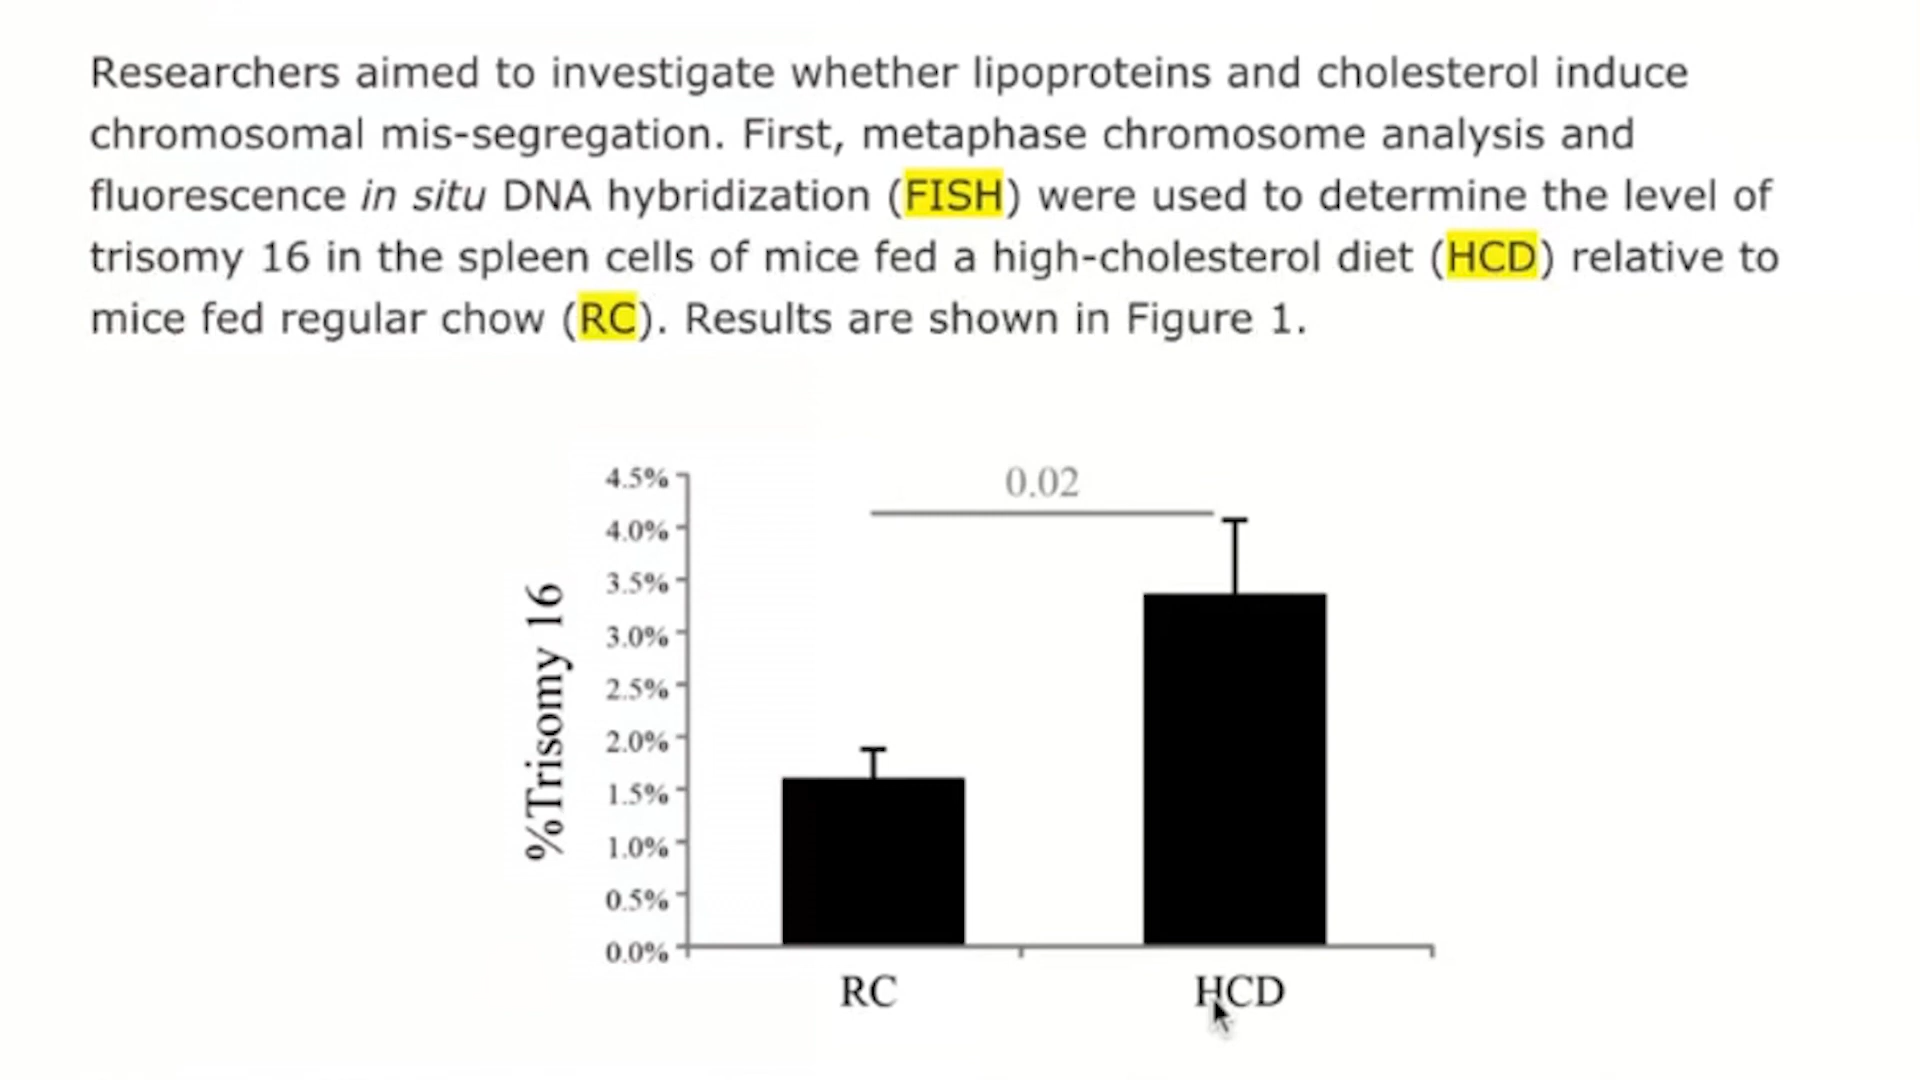 Researchers aimed to investigate whether lipoproteins and cholesterol induce
chromosomal mis-segregation. First, metaphase chromosome analysis and
fluorescence in situ DNA hybridization (FISH) were used to determine the level of
trisomy 16 in the spleen cells of mice fed a high-cholesterol diet (HCD) relative to
mice fed regular chow (RC). Results are shown in Figure 1.
0.02
4.5%
4.0%
3.5%
3.0%
2.5%
2.0%
1.5%
1.0%
0.5%
0.0%
%Trisomy 16
RC
HCD